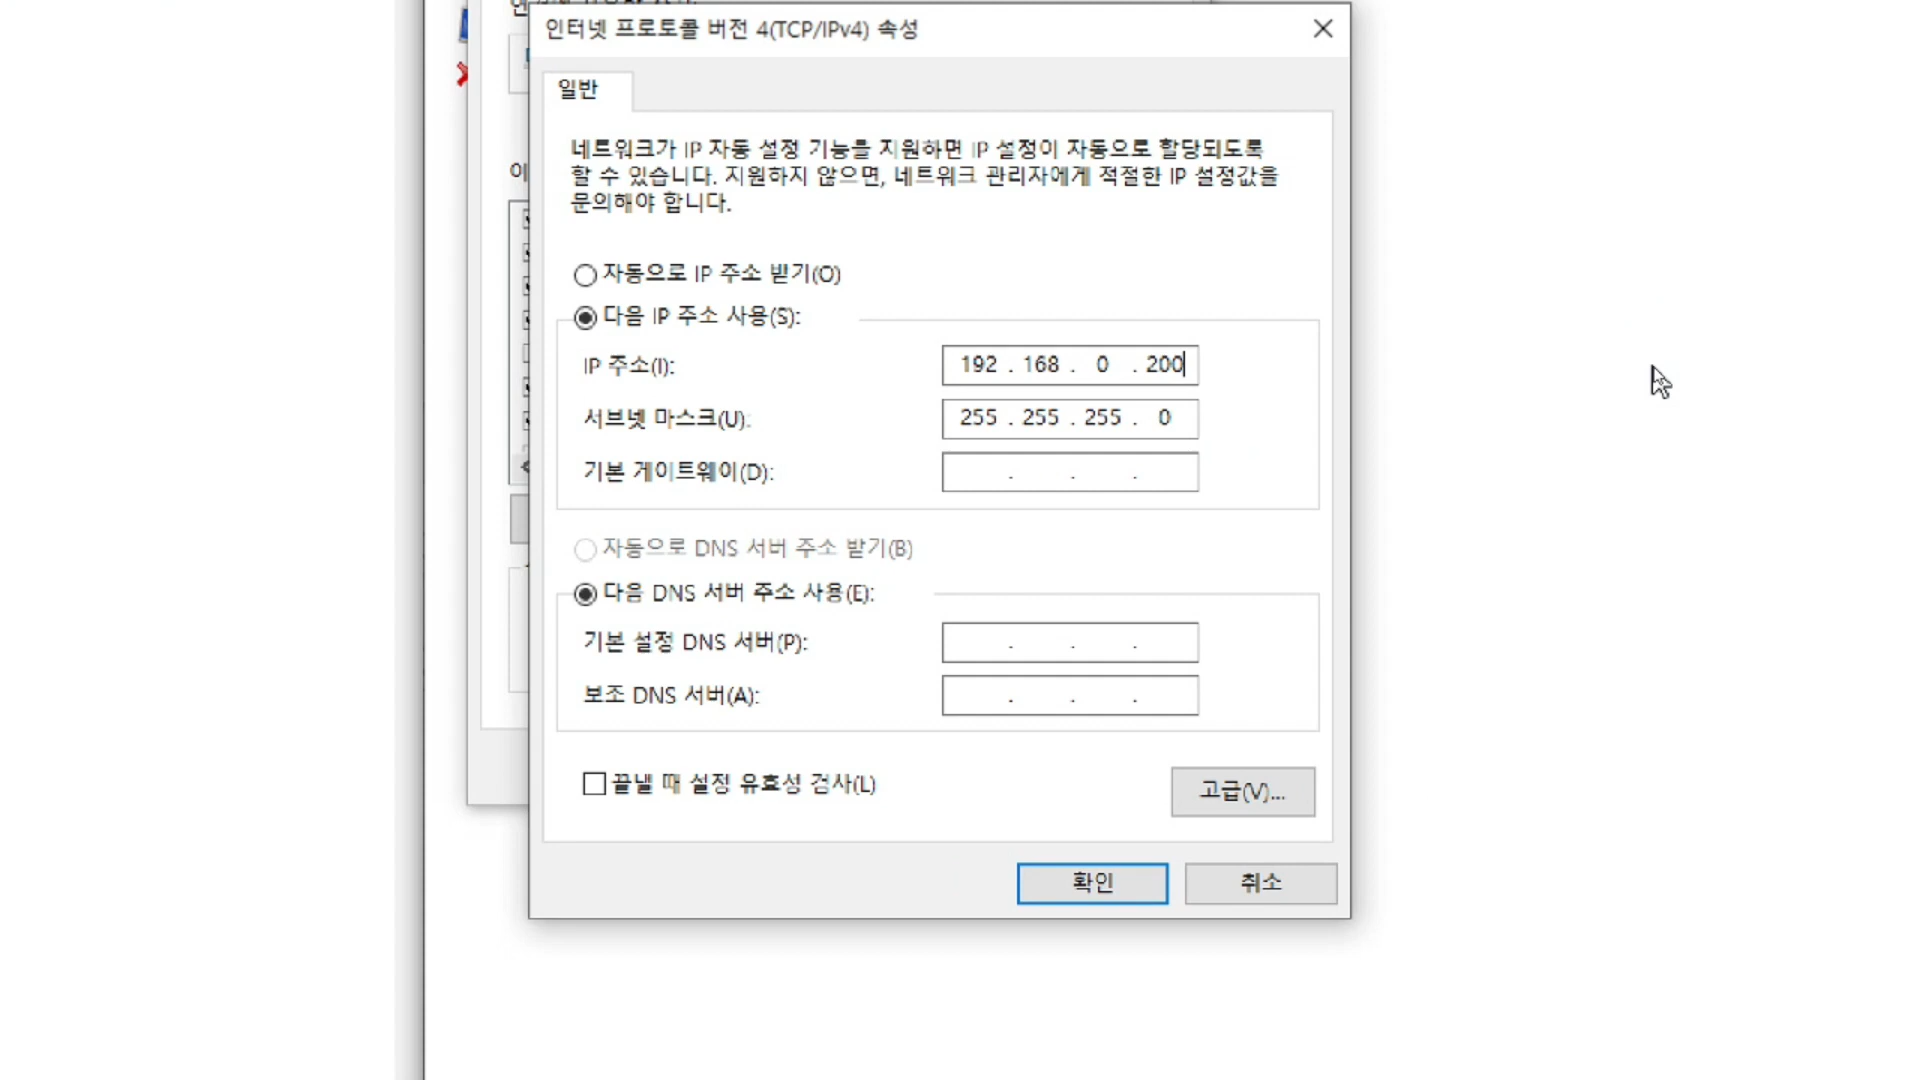 인터넷 프로토콜 버전 4(TCP/IPv4) 속성
일반
네트워크가 IP 자동 설정 기능을 지원하면 IP 설정이 자동으로 할당되도록
할 수 있습니다. 지원하지 않으면, 네트워크 관리자에게 적절한 IP 설정값을
문의해야 합니다.
자동으로 IP 주소 받기(O)
다음 IP 주소 사용(S):
IP 주소(I):
192 . 168 . 0 . 200
서브넷 마스크(U):
255 . 255 . 255 . 0
기본 게이트웨이(D):
. . .
자동으로 DNS 서버 주소 받기(B)
다음 DNS 서버 주소 사용(E):
기본 설정 DNS 서버(P):
. . .
보조 DNS 서버(A):
. . .
끝낼 때 설정 유효성 검사(L)
고급(V)...
확인
취소